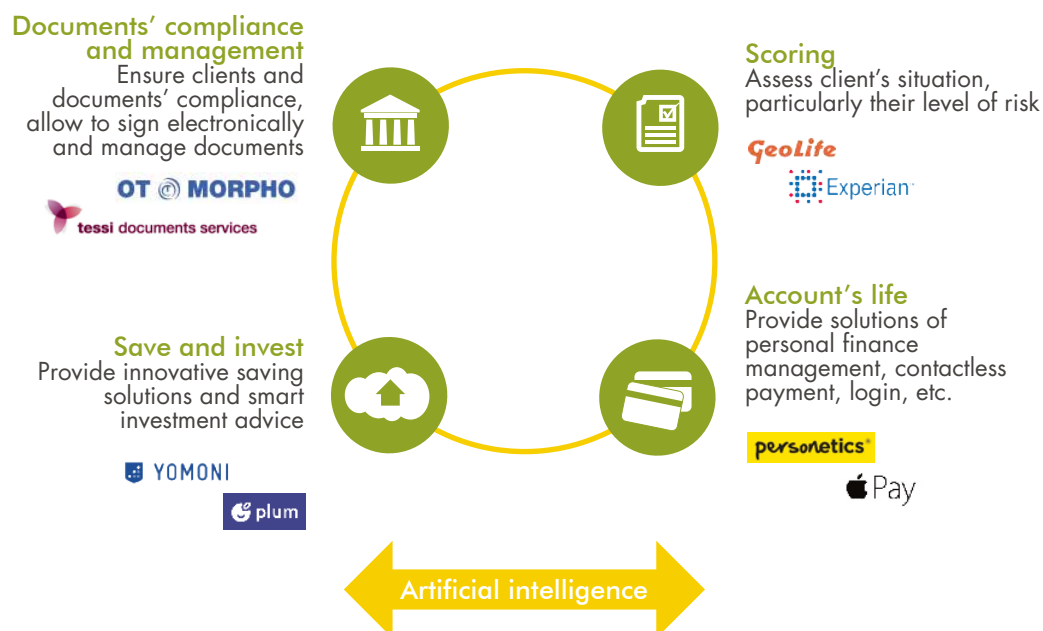 Documents’ compliance
and management
Ensure clients and
documents’ compliance,
allow to sign electronically
and manage documents
OT MORPHO
tessi documents services
Scoring
Assess client’s situation,
particularly their level of risk
GeoLife
Experian
Save and invest
Provide innovative saving
solutions and smart
investment advice
YOMONI
plum
Account’s life
Provide solutions of
personal finance
management, contactless
payment, login, etc.
personetics
Pay
Artificial intelligence